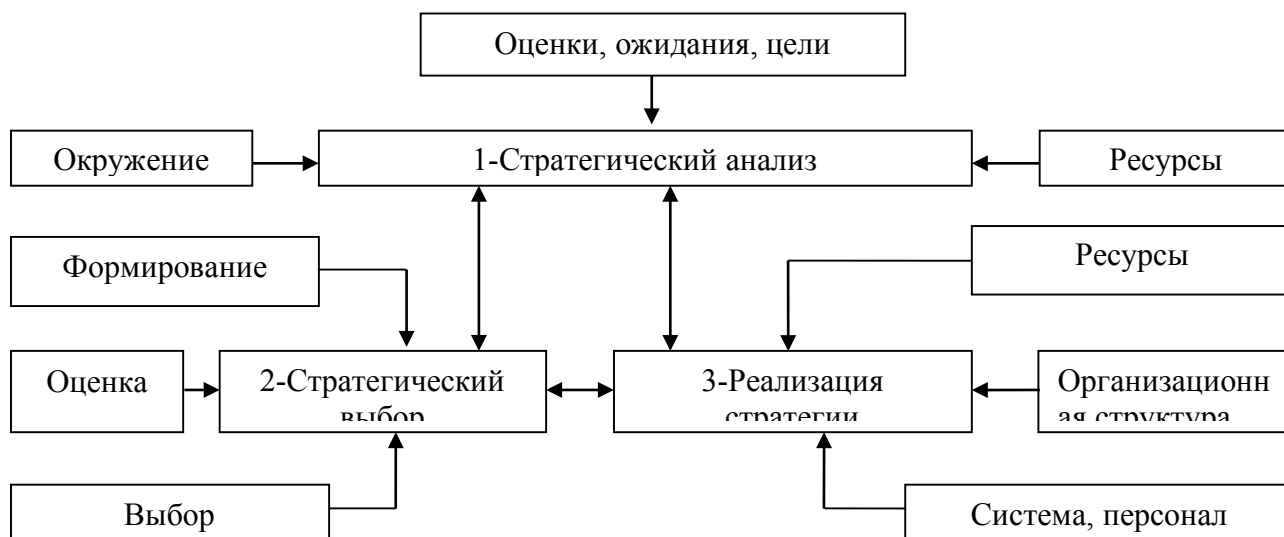 Оценки, ожидания, цели
Окружение
1-Стратегический анализ
Ресурсы
Формирование
Ресурсы
Оценка
2-Стратегический
выбор
3-Реализация
стратегии
Организационн
ая структура
Выбор
Система, персонал